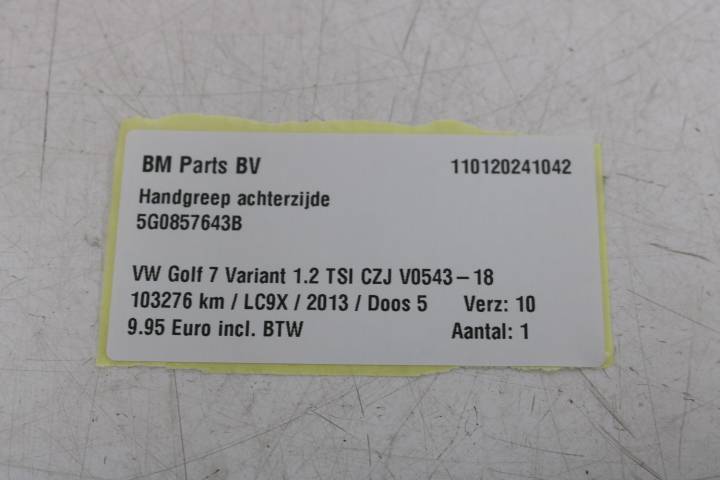 BM Parts BV 110120241042
Handgreep achterzijde
5G0857643B
VW Golf 7 Variant 1.2 TSI CZJ V0543-18
103276 km / LC9X / 2013 / Doos 5 Verz: 10
9.95 Euro incl. BTW Aantal: 1